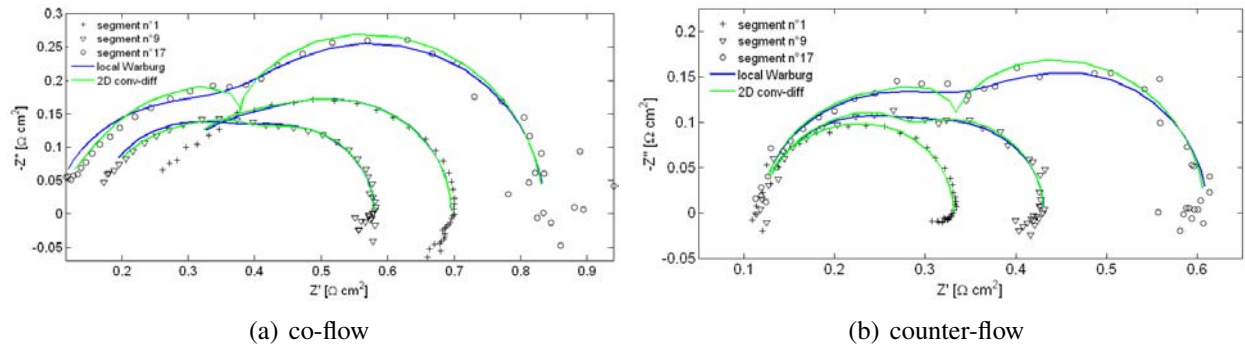 0.3
0.25
0.2
0.15
0.1
0.05
0
-0.05
-Z'' [Ω cm²]
+ segment n°1
▽ segment n°9
○ segment n°17
local Warburg
2D conv-diff
0.2 0.3 0.4 0.5 0.6 0.7 0.8 0.9
Z' [Ω cm²]
(a) co-flow
0.2
0.15
0.1
0.05
0
-0.05
-Z'' [Ω cm²]
+ segment n°1
▽ segment n°9
○ segment n°17
local Warburg
2D conv-diff
0.1 0.2 0.3 0.4 0.5 0.6
Z' [Ω cm²]
(b) counter-flow